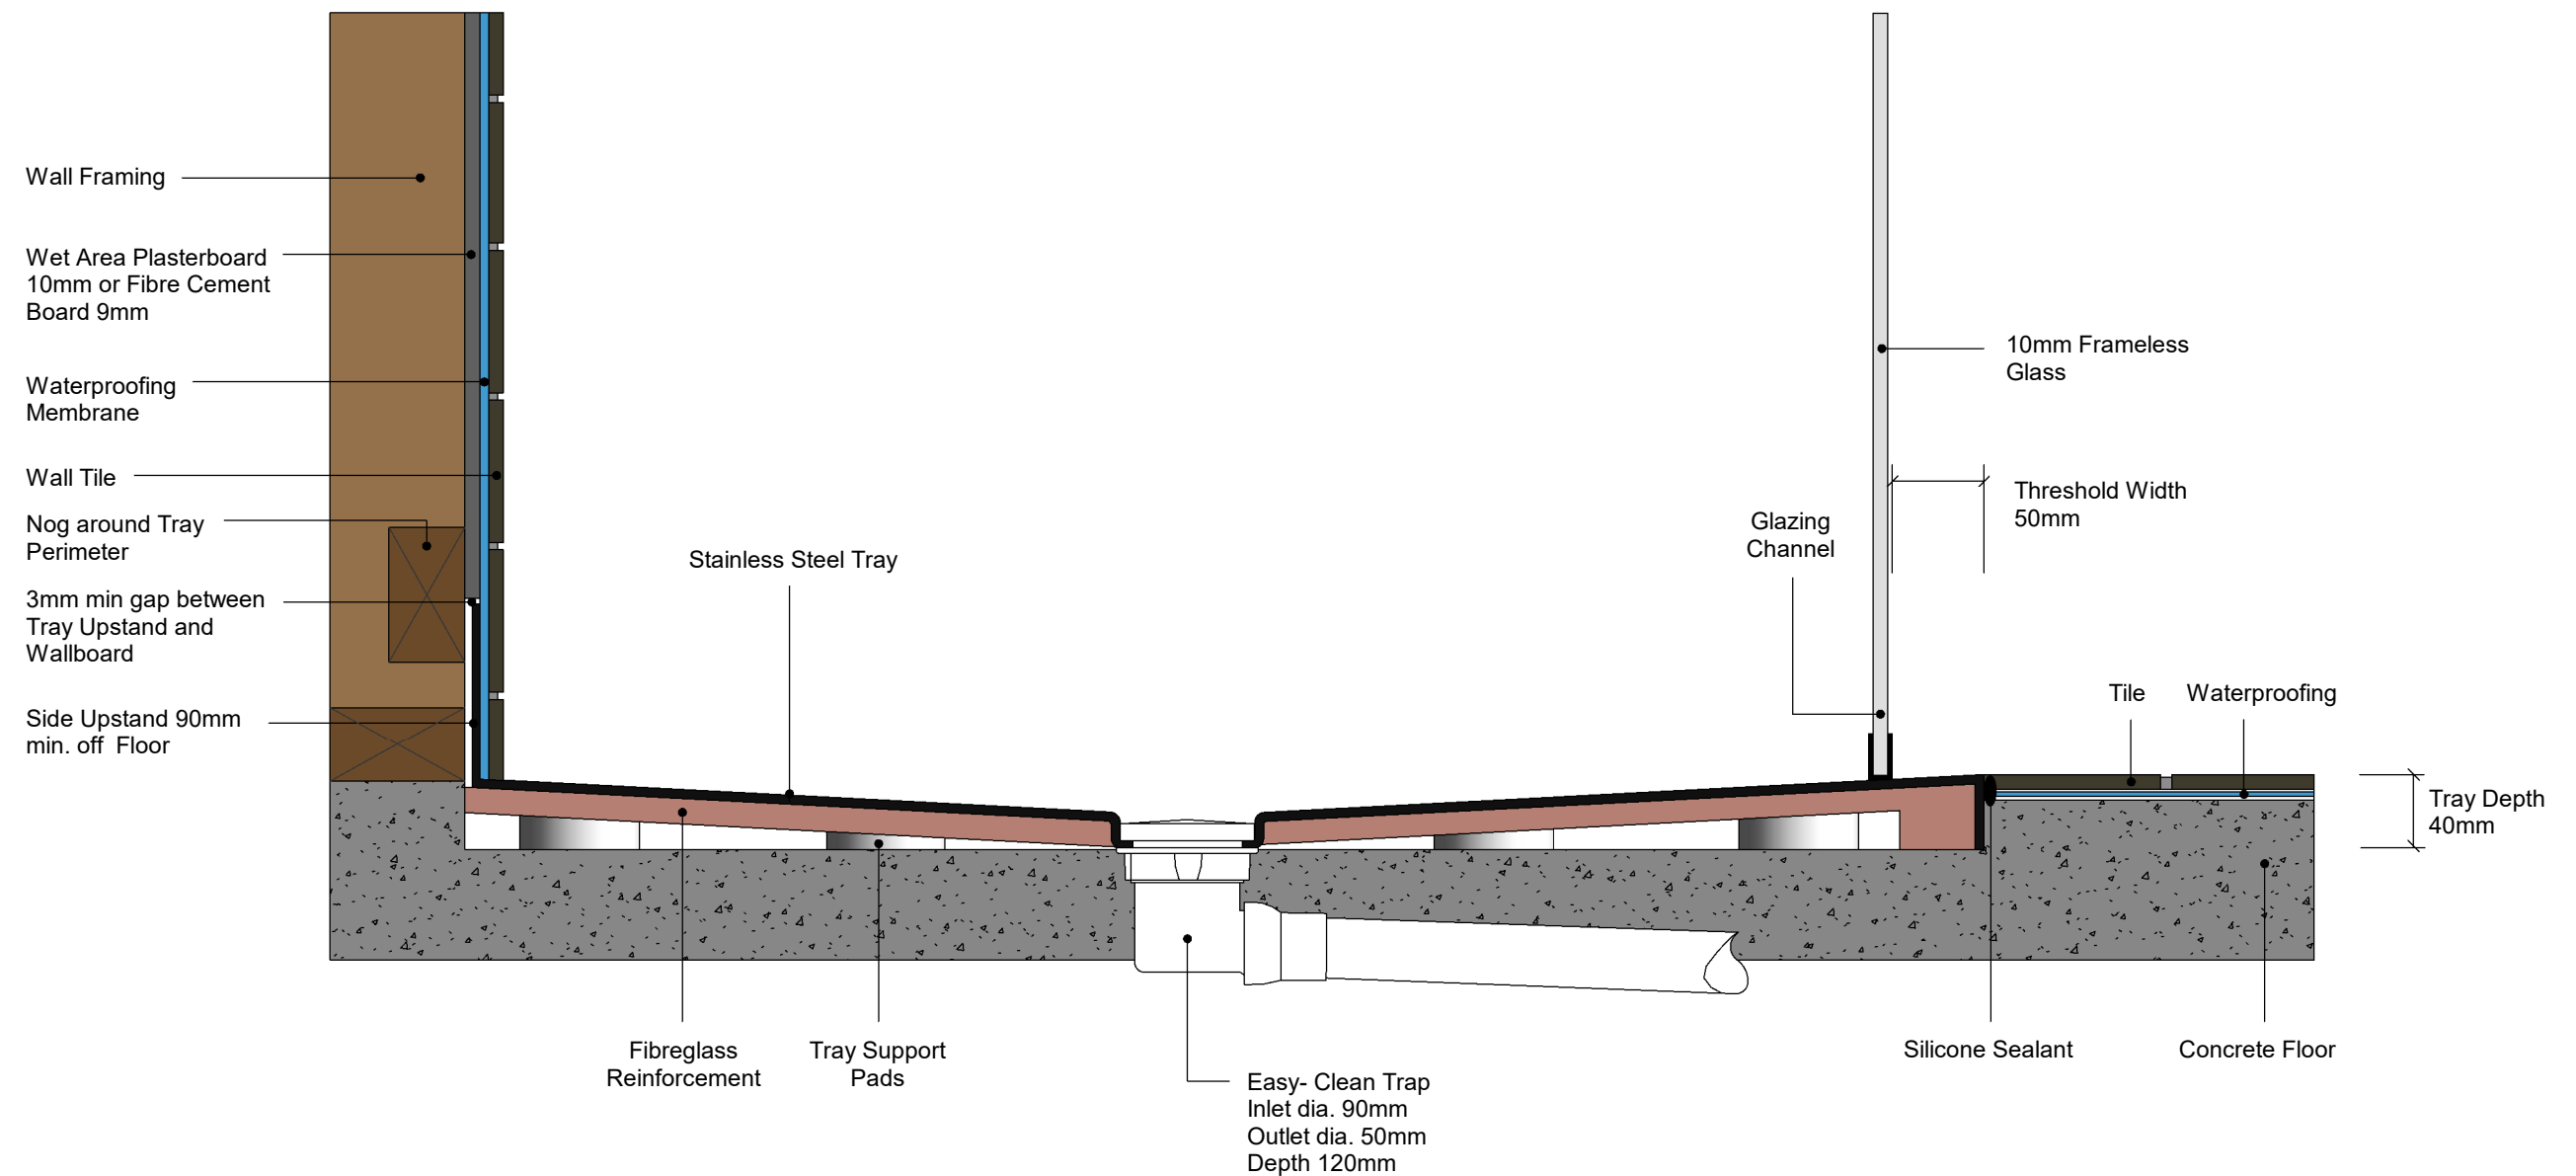 Wall Framing
Wet Area Plasterboard
10mm or Fibre Cement
Board 9mm
Waterproofing
Membrane
Wall Tile
Nog around Tray
Perimeter
3mm min gap between
Tray Upstand and
Wallboard
Side Upstand 90mm
min. off  Floor
Stainless Steel Tray
Glazing
Channel
10mm Frameless
Glass
Threshold Width
50mm
Tile
Waterproofing
Tray Depth
40mm
Fibreglass
Reinforcement
Tray Support
Pads
Easy- Clean Trap
Inlet dia. 90mm
Outlet dia. 50mm
Depth 120mm
Silicone Sealant
Concrete Floor